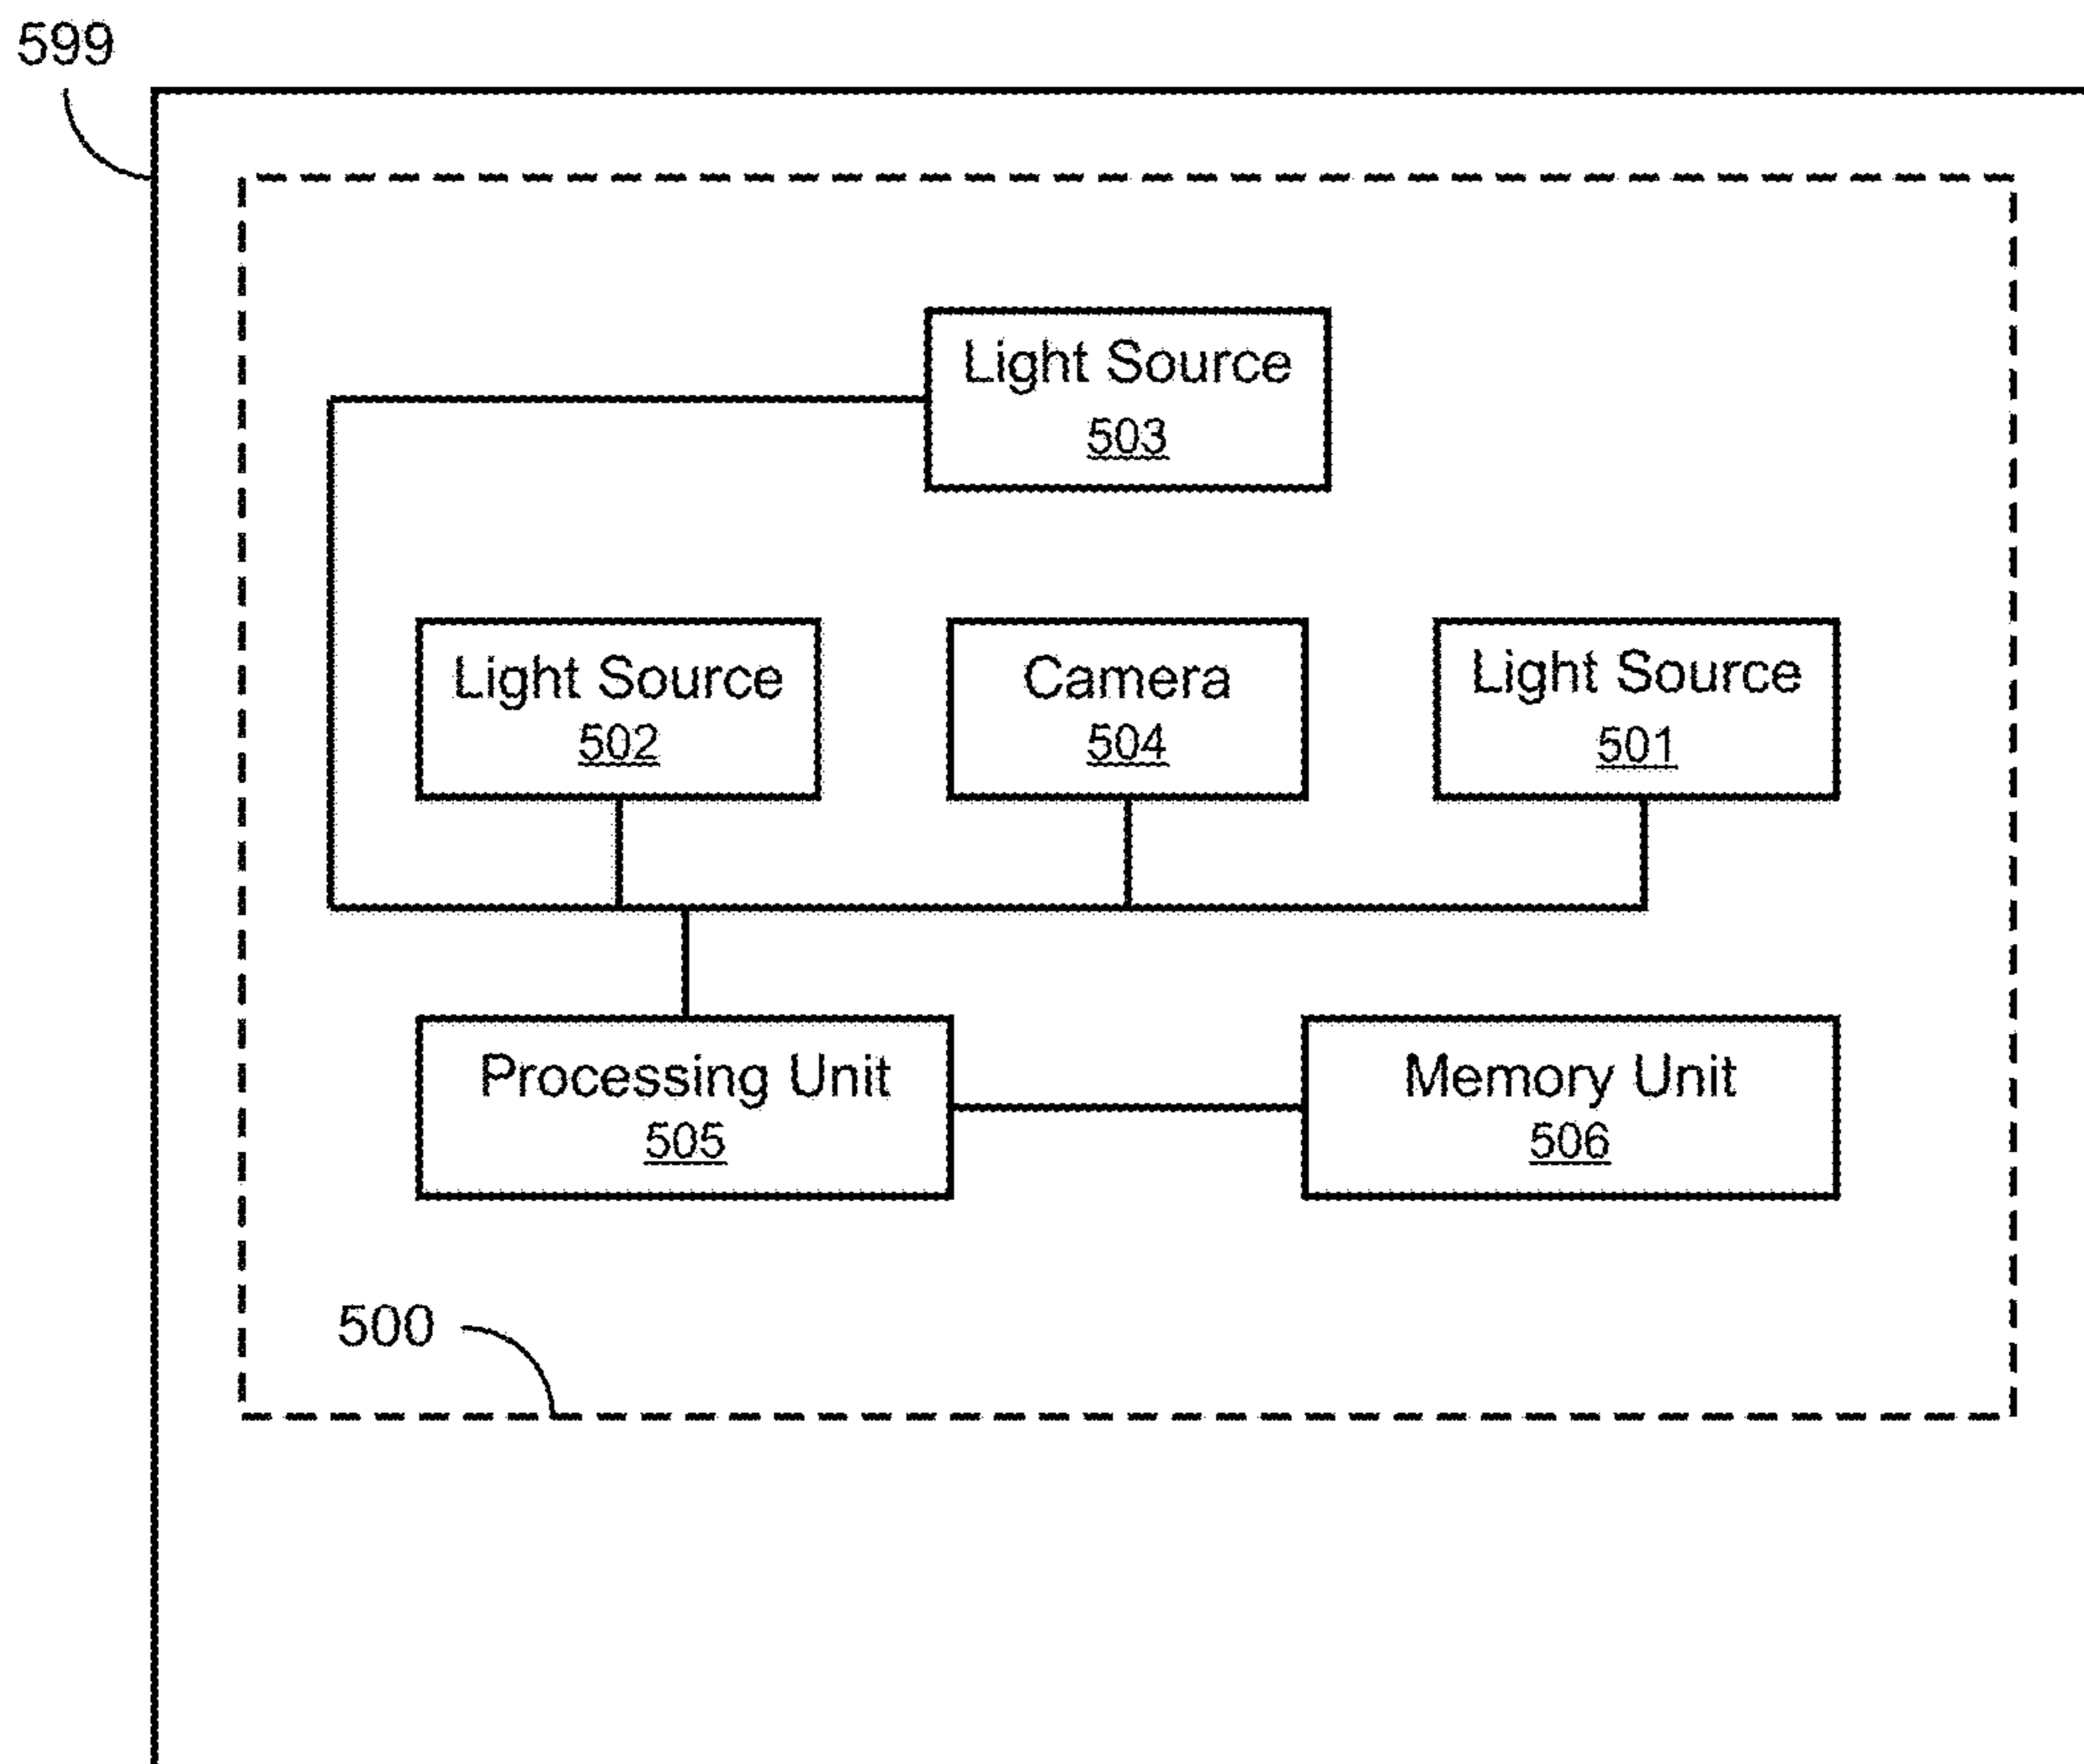 599
Light Source
503
Light Source
502
Camera
504
Light Source
501
Processing Unit
505
Memory Unit
506
500